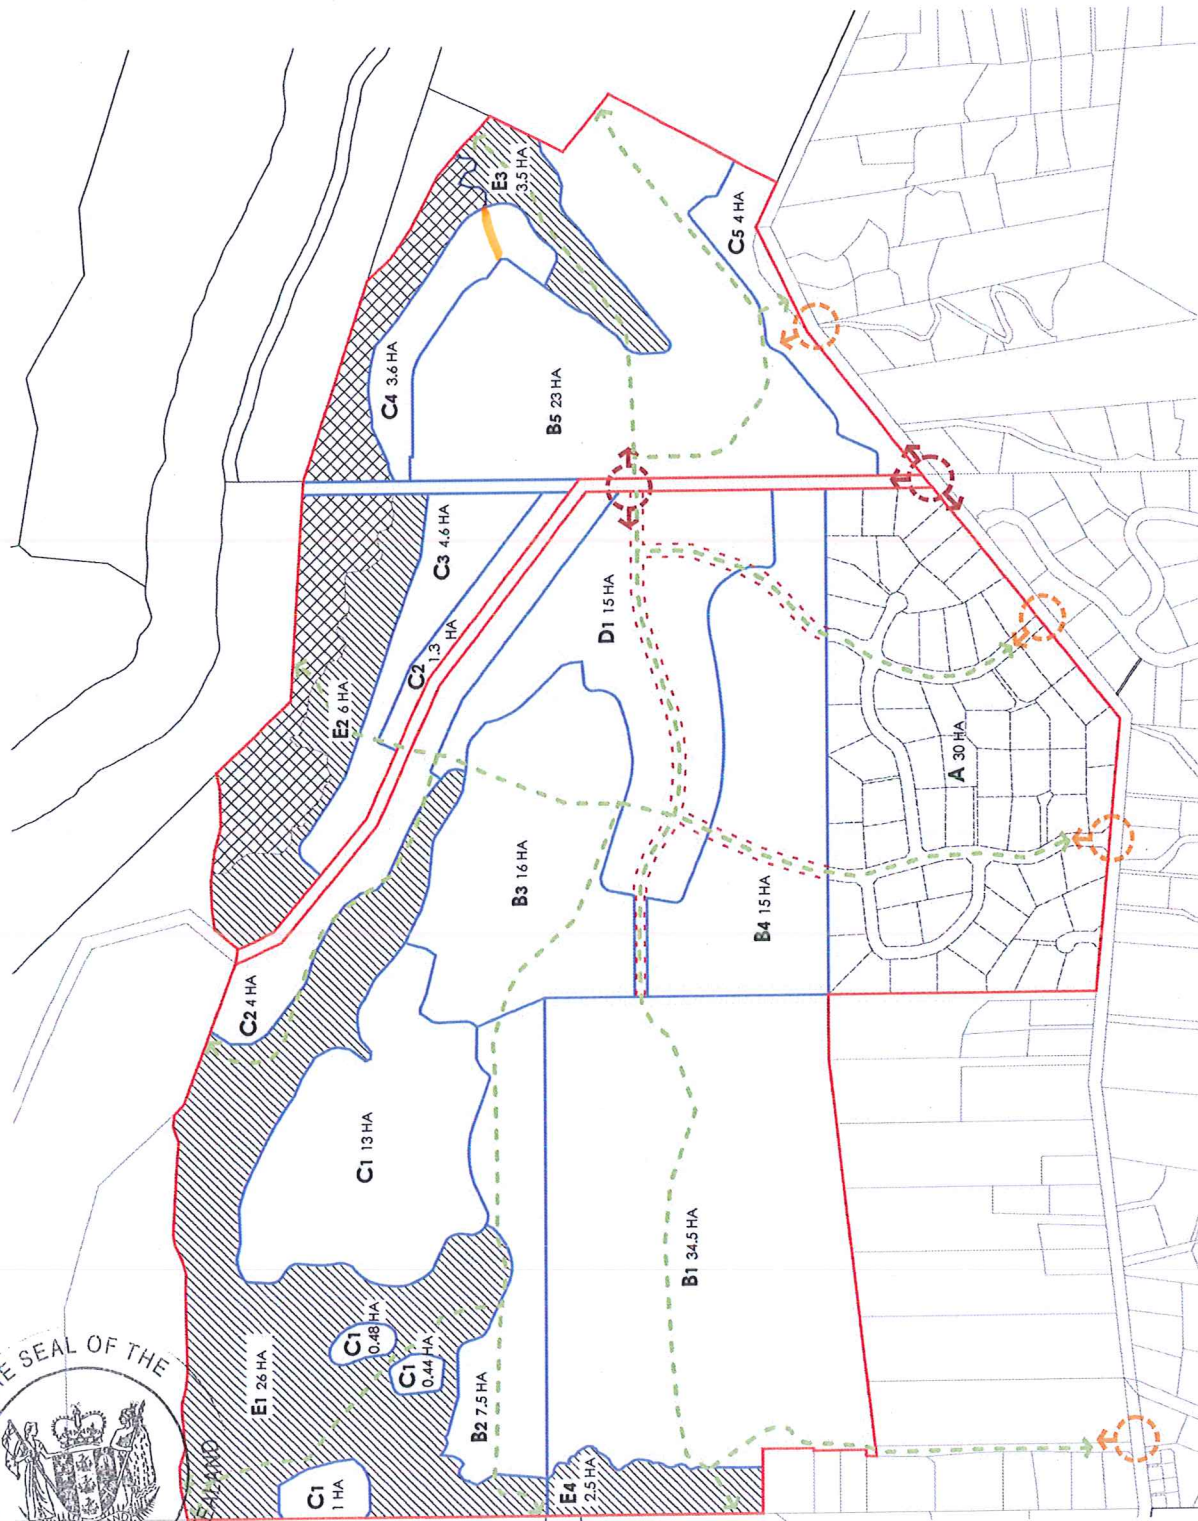 E3
3.5 HA
C5 4 HA
C4 3.6 HA
B5 23 HA
C3 4.6 HA
C2
1.3 HA
D1 15 HA
E2 6 HA
A 30 HA
B3 16 HA
B4 15 HA
C2 4 HA
C1 13 HA
B1 34.5 HA
C1
0.48 HA
C1
0.44 HA
E1 26 HA
B2 7.5 HA
C1
1 HA
E4
2.5 HA
SEAL OF THE
EALAND